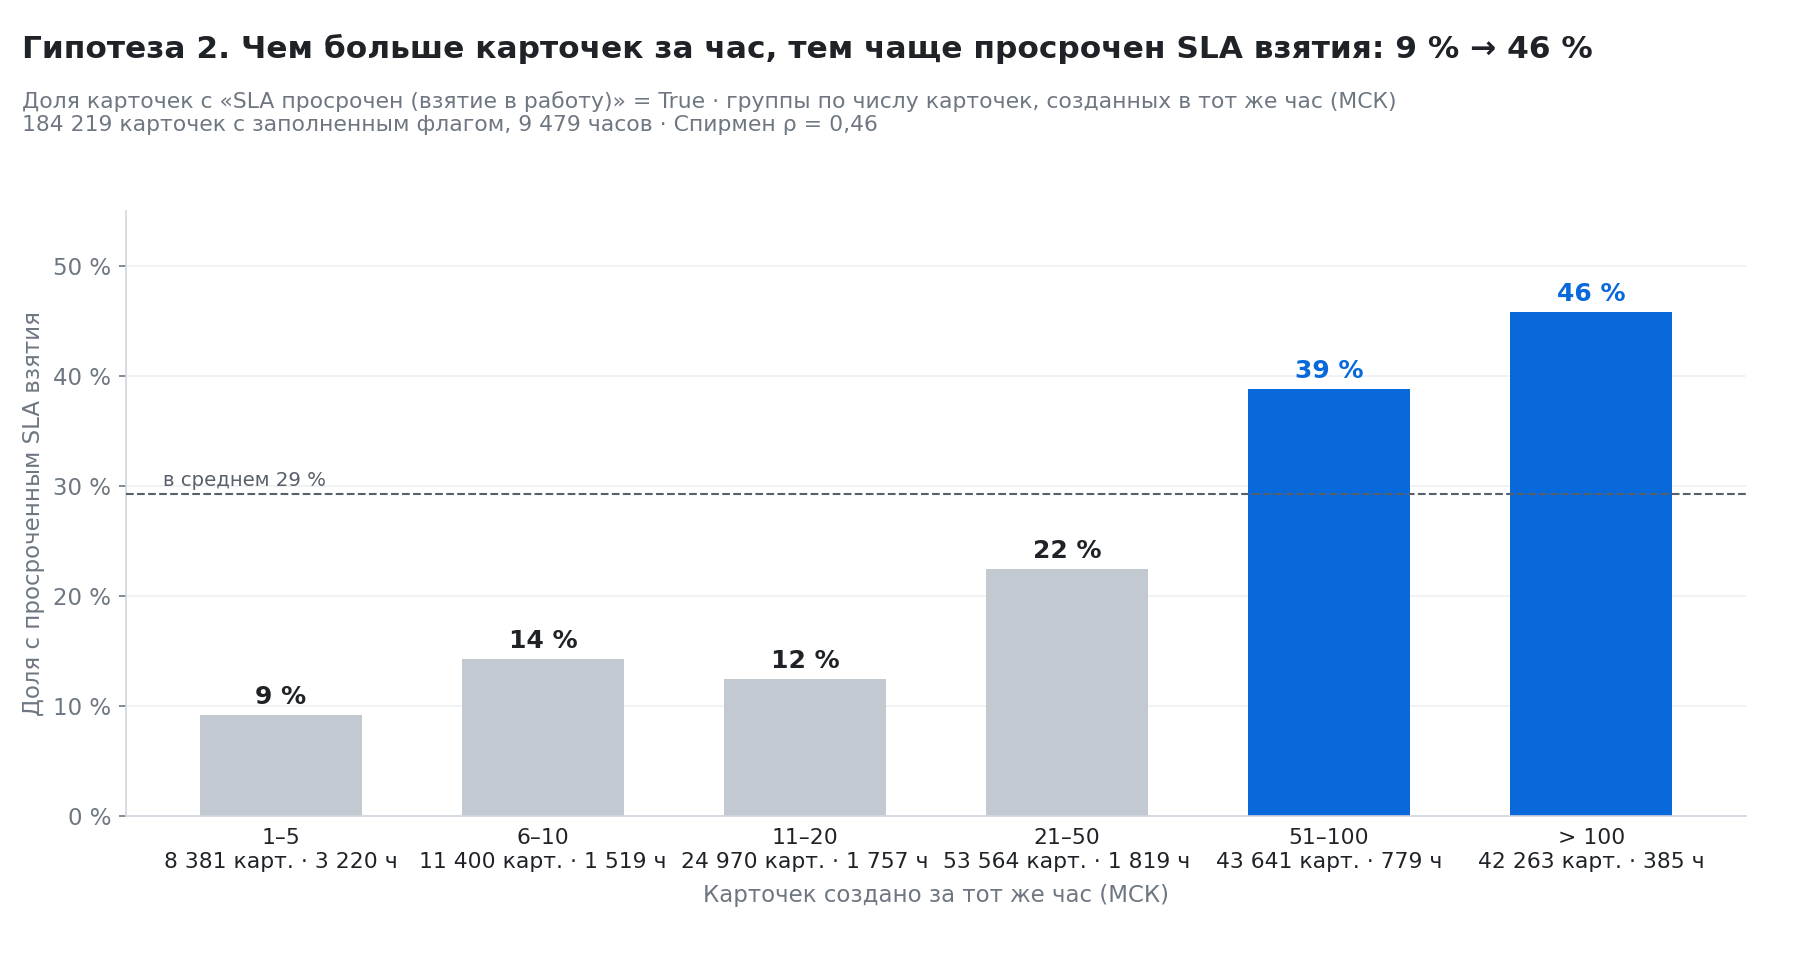 Гипотеза 2. Чем больше карточек за час, тем чаще просрочен SLA взятия: 9 % → 46 %
Доля карточек с «SLA просрочен (взятие в работу)» = True · группы по числу карточек, созданных в тот же час (МСК)
184 219 карточек с заполненным флагом, 9 479 часов · Спирмен ρ = 0,46
Доля с просроченным SLA взятия
50 %
40 %
30 %
20 %
10 %
0 %
в среднем 29 %
9 %
14 %
12 %
22 %
39 %
46 %
1–5
8 381 карт. · 3 220 ч
6–10
11 400 карт. · 1 519 ч
11–20
24 970 карт. · 1 757 ч
21–50
53 564 карт. · 1 819 ч
51–100
43 641 карт. · 779 ч
> 100
42 263 карт. · 385 ч
Карточек создано за тот же час (МСК)